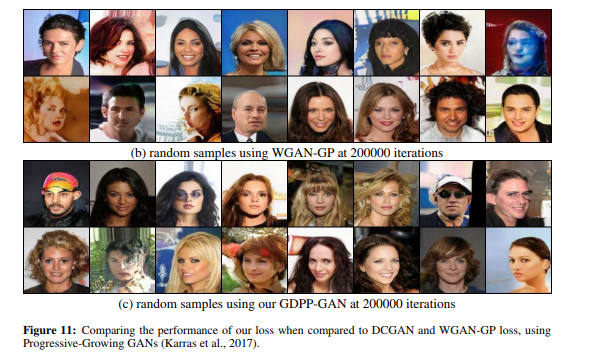 (b) random samples using WGAN-GP at 200000 iterations
(c) random samples using our GDPP-GAN at 200000 iterations
Figure 11: Comparing the performance of our loss when compared to DCGAN and WGAN-GP loss, using
Progressive-Growing GANs (Karras et al., 2017).